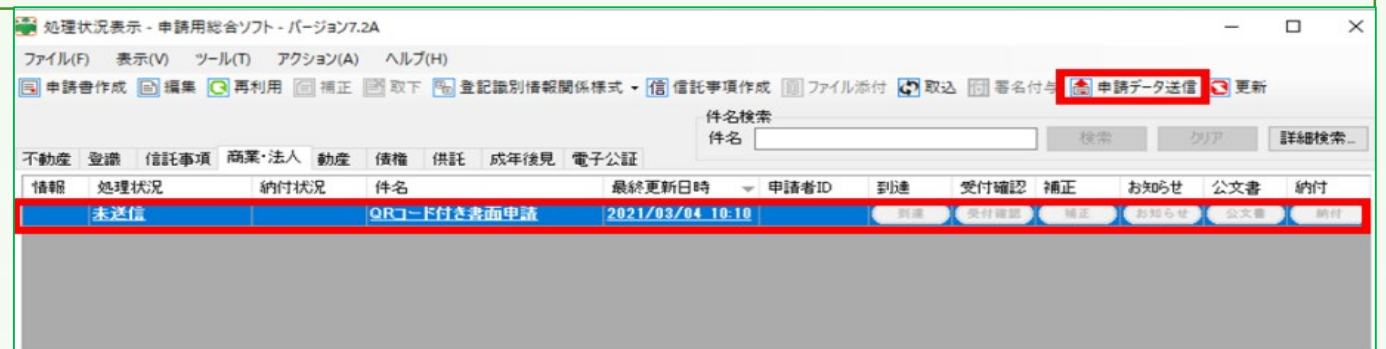 処理状況表示 - 申請用総合ソフト - バージョン7.2A
ファイル(F) 表示(V) ツール(T) アクション(A) ヘルプ(H)
申請書作成 編集 再利用 補正 取下 登記識別情報関係様式 信 信託事項作成 ファイル添付 取込 署名付与 申請データ送信 更新
件名検索
件名 検索 クリア 詳細検索...
不動産 登識 信託事項 商業・法人 動産 債権 供託 成年後見 電子公証
情報 処理状況 納付状況 件名 最終更新日時 申請者ID 到達 受付確認 補正 お知らせ 公文書 納付
未送信 QRコード付き書面申請 2021/03/04 10:10 到達 受付確認 補正 お知らせ 公文書 納付